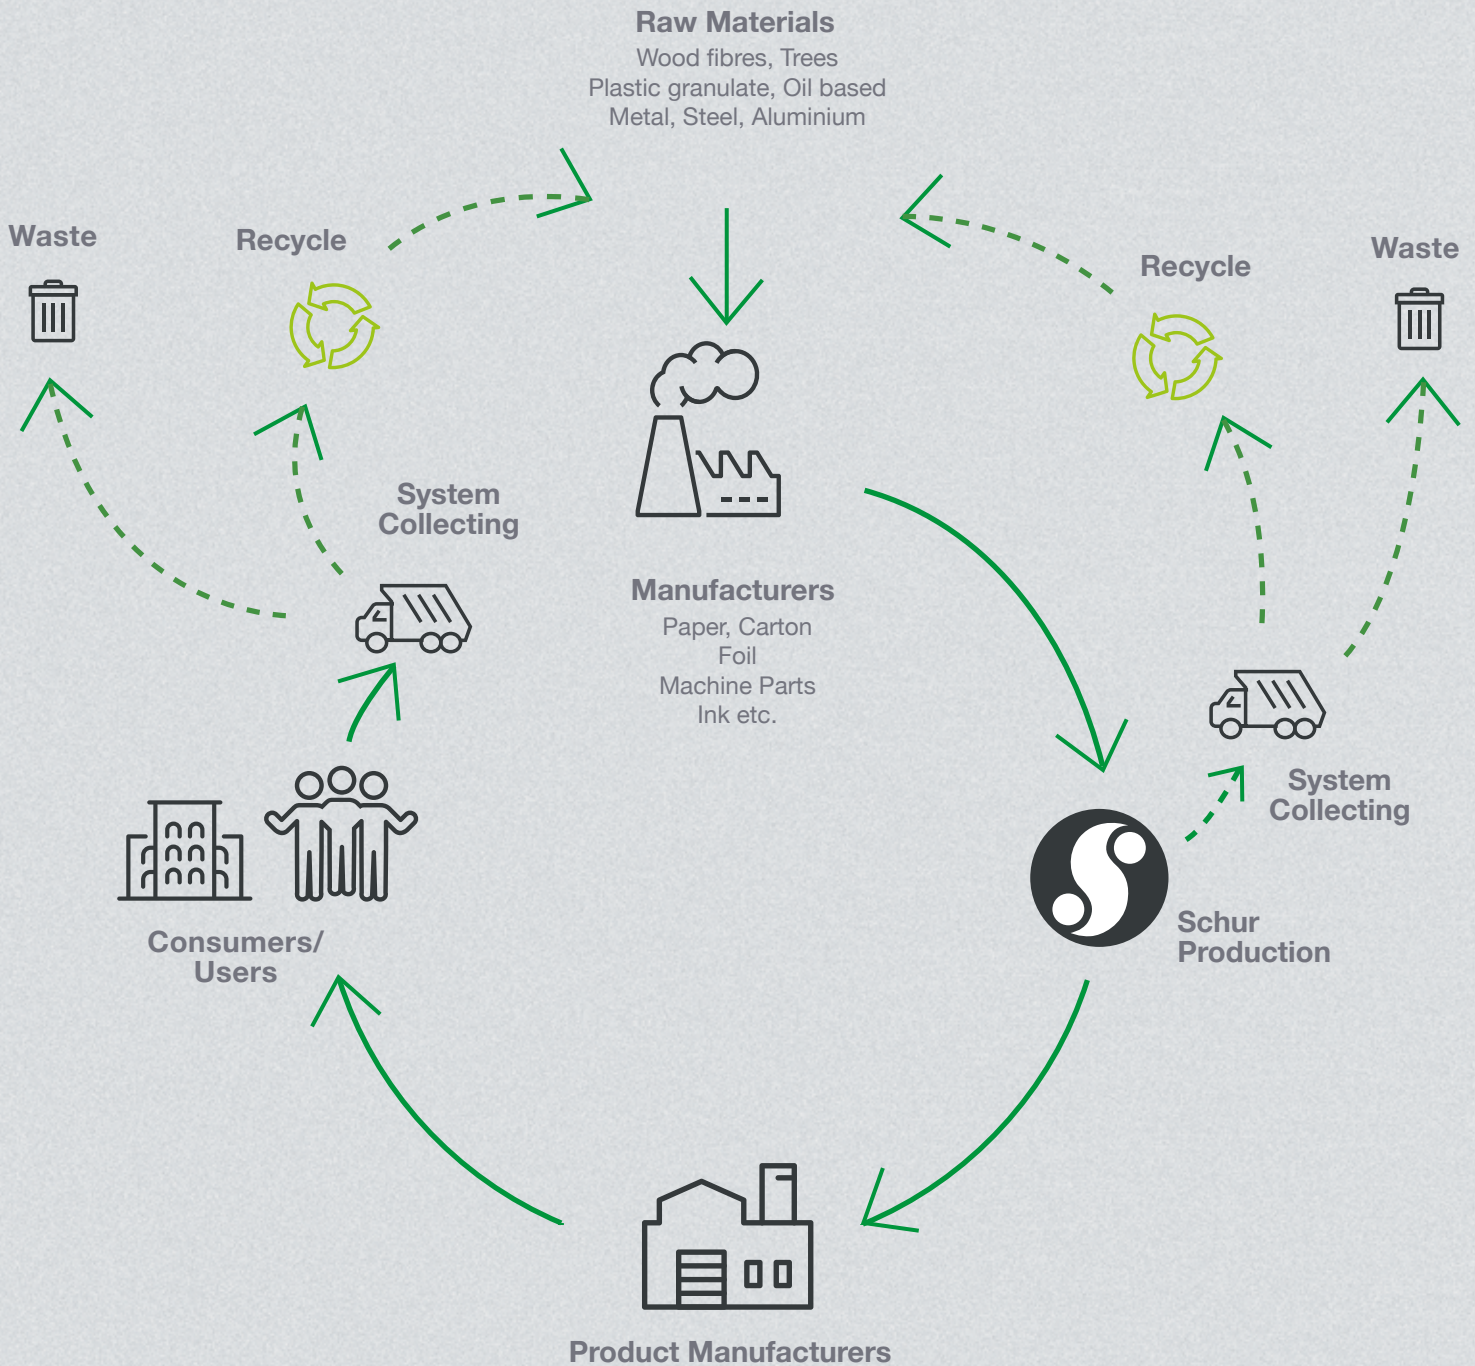 Raw Materials
Wood fibres, Trees
Plastic granulate, Oil based
Metal, Steel, Aluminium
Waste
Recycle
Recycle
Waste
System
Collecting
Manufacturers
Paper, Carton
Foil
Machine Parts
Ink etc.
System
Collecting
Schur
Production
Consumers/
Users
Product Manufacturers